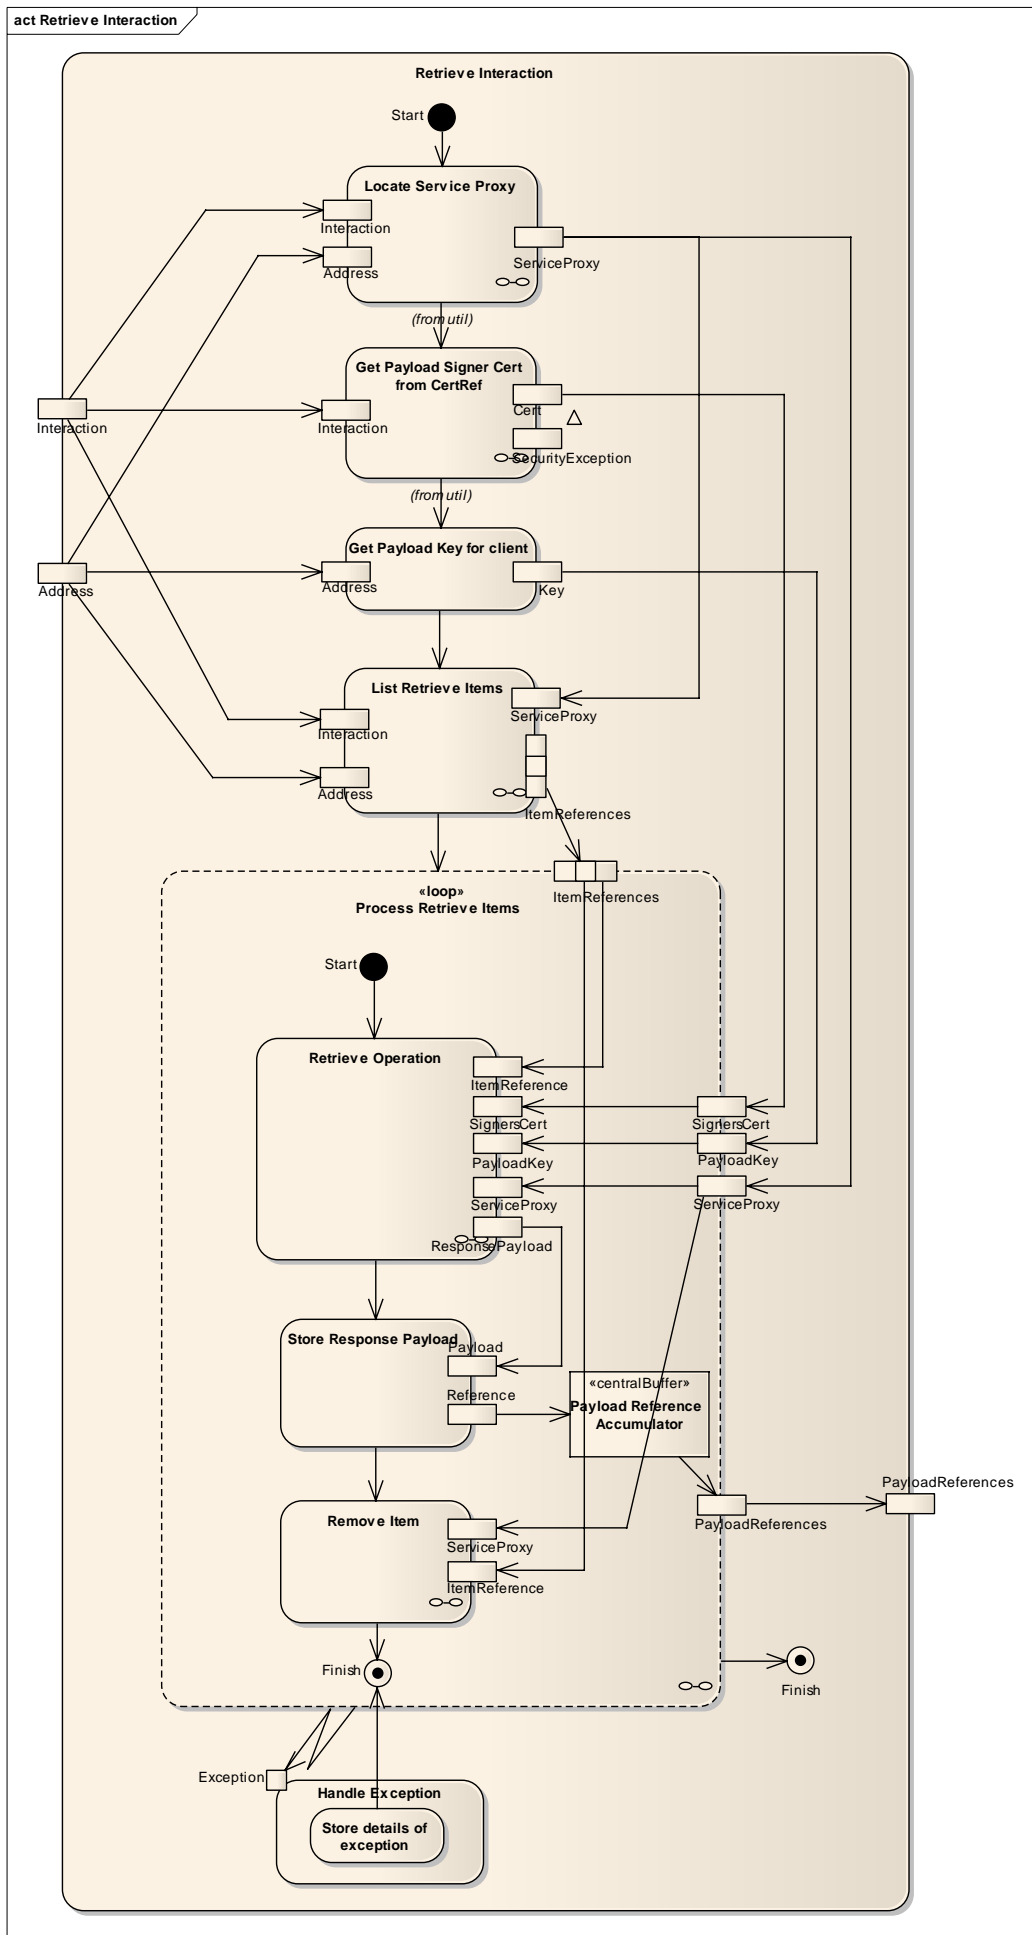 act Retrieve Interaction
Retrieve Interaction
Start
Locate Service Proxy
Interaction
Address
ServiceProxy
(from util)
Get Payload Signer Cert
from CertRef
Interaction
Cert
SecurityException
Interaction
(from util)
Get Payload Key for client
Address
Key
Address
List Retrieve Items
ServiceProxy
Interaction
Address
ItemReferences
ItemReferences
«loop»
Process Retrieve Items
Start
Retrieve Operation
ItemReference
SignersCert
SignersCert
PayloadKey
PayloadKey
ServiceProxy
ServiceProxy
ResponsePayload
Store Response Payload
Payload
Reference
«centralBuffer»
Payload Reference
Accumulator
PayloadReferences
PayloadReferences
Remove Item
ServiceProxy
ItemReference
Finish
Finish
Exception
Handle Exception
Store details of
exception